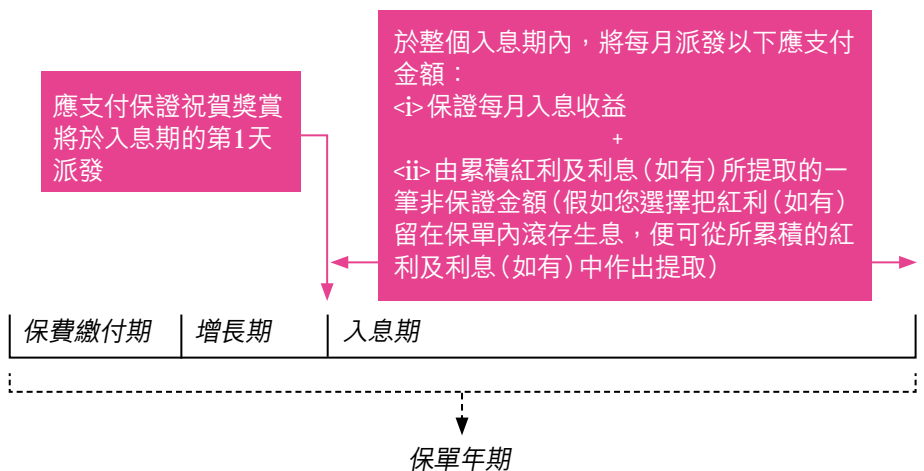 應支付保證祝賀獎賞
將於入息期的第1天
派發
於整個入息期內，將每月派發以下應支付
金額：
<i>保證每月入息收益
+
<ii>由累積紅利及利息（如有）所提取的一
筆非保證金額（假如您選擇把紅利（如有）
留在保單內滾存生息，便可從所累積的紅
利及利息（如有）中作出提取）
保費繳付期 增長期 入息期
保單年期